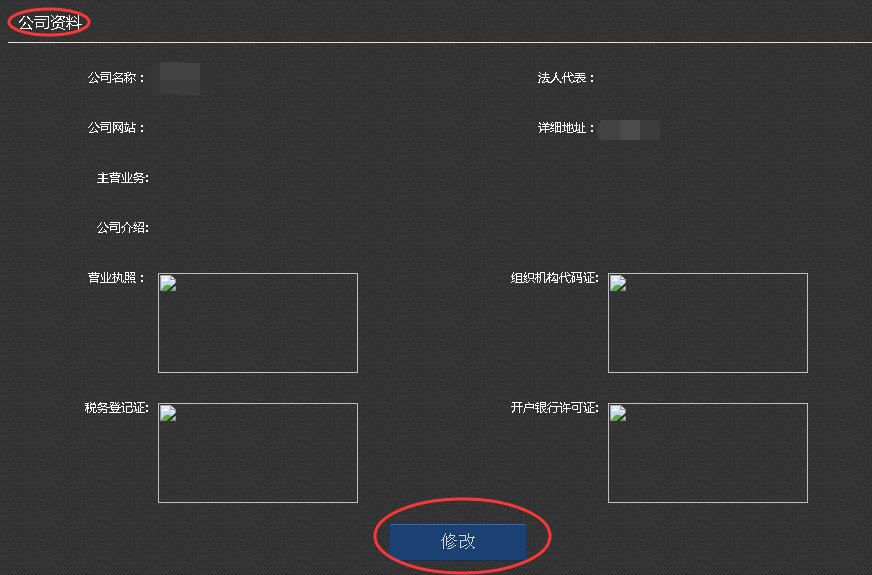 公司资料
公司名称：
法人代表：
公司网站：
详细地址：
主营业务:
公司介绍:
营业执照：
组织机构代码证:
税务登记证:
开户银行许可证:
修改